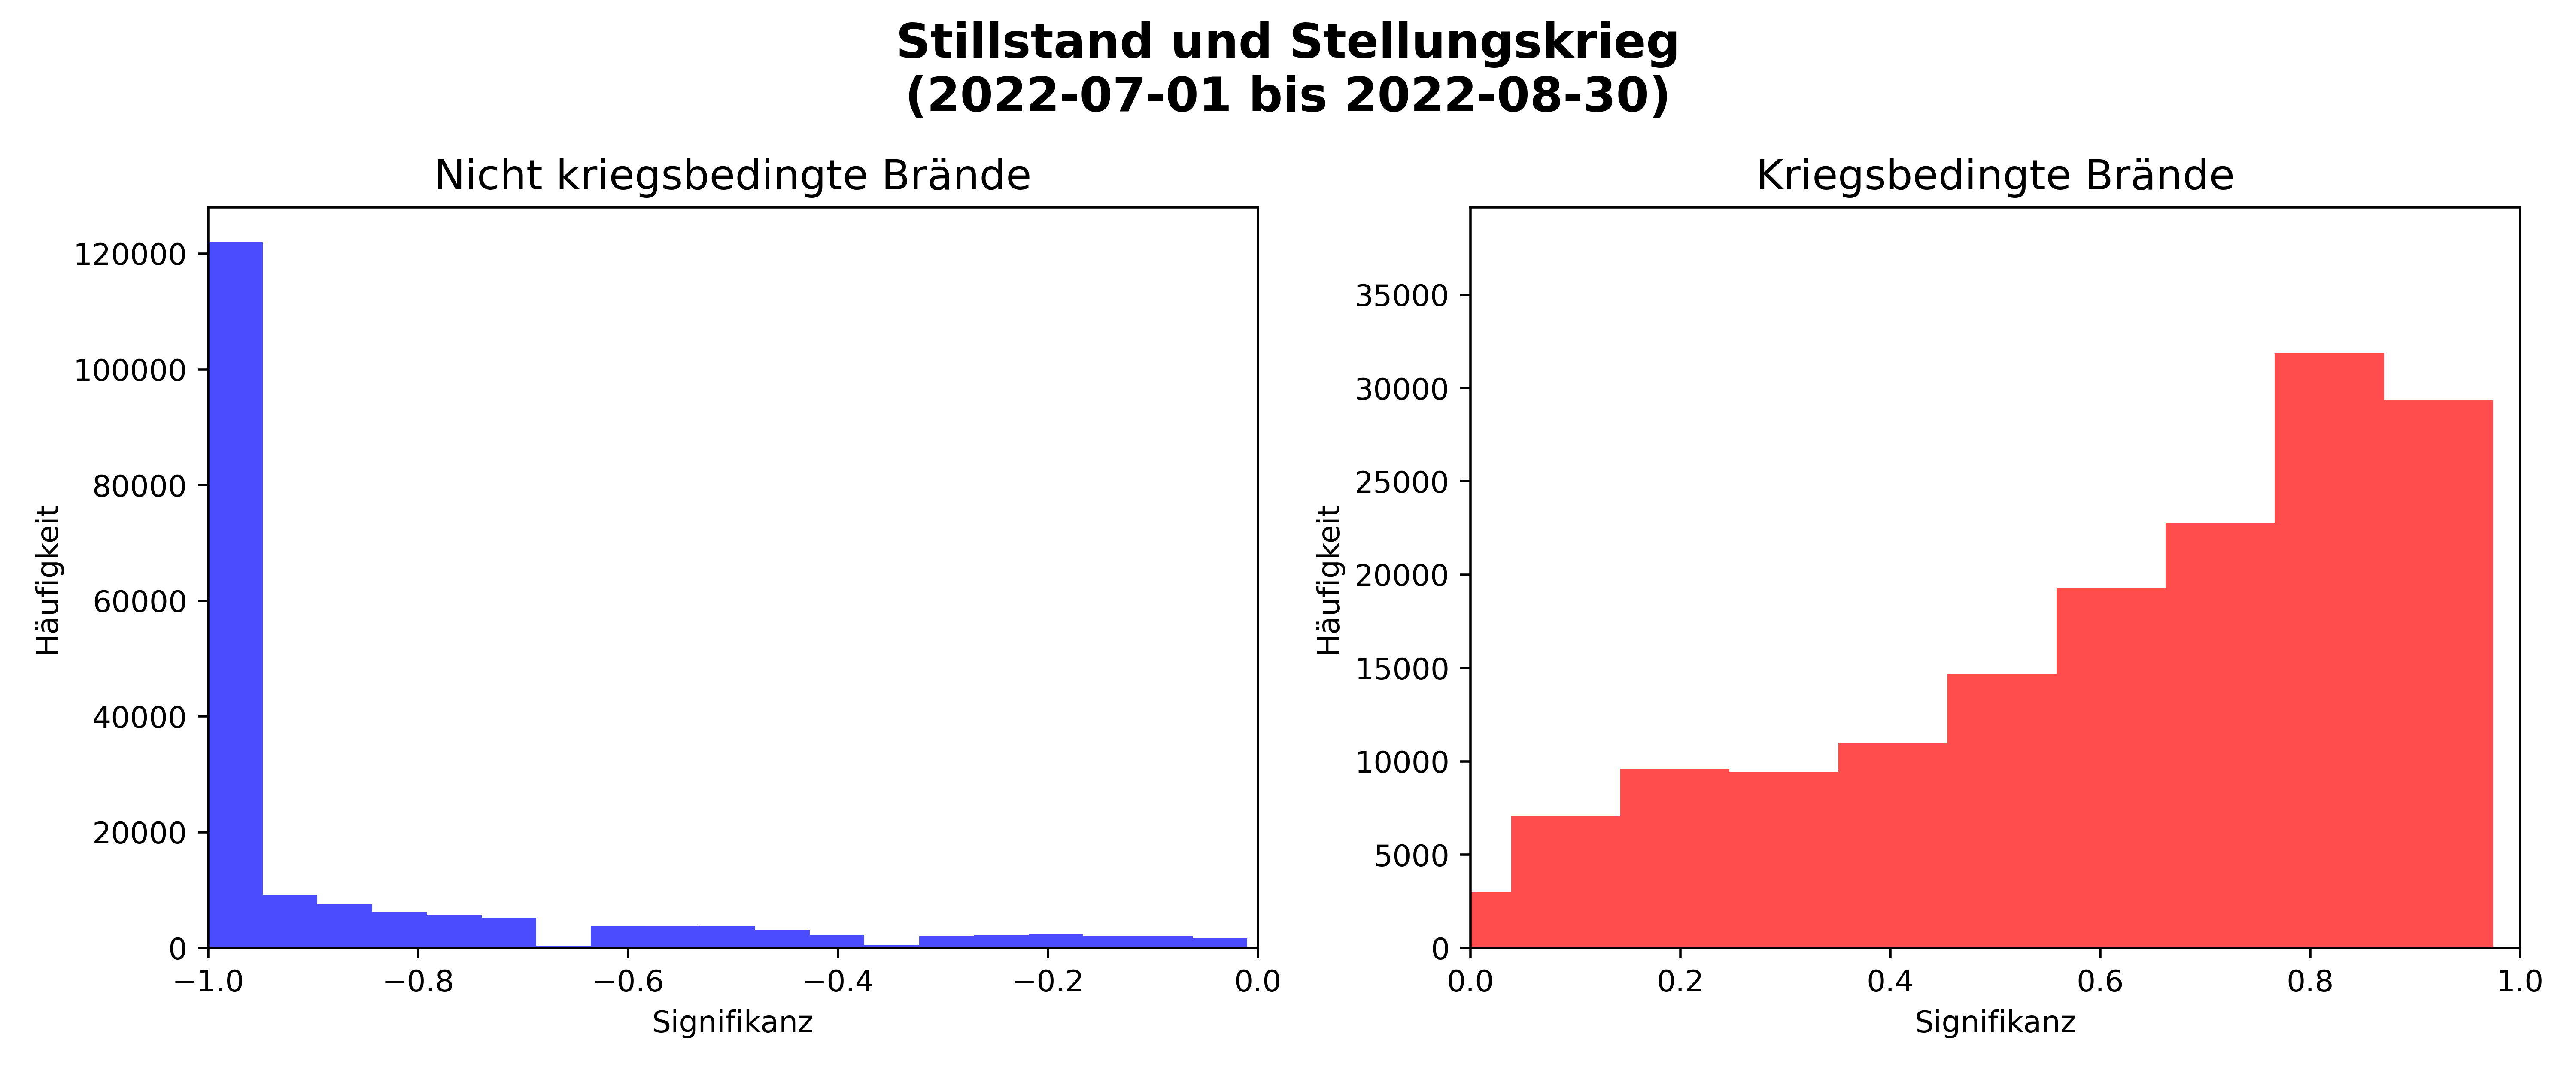 Stillstand und Stellungskrieg
(2022-07-01 bis 2022-08-30)
Nicht kriegsbedingte Brände
120000
100000
80000
60000
40000
20000
0
Häufigkeit
−1.0 −0.8 −0.6 −0.4 −0.2 0.0
Signifikanz
Kriegsbedingte Brände
35000
30000
25000
20000
15000
10000
5000
0
Häufigkeit
0.0 0.2 0.4 0.6 0.8 1.0
Signifikanz